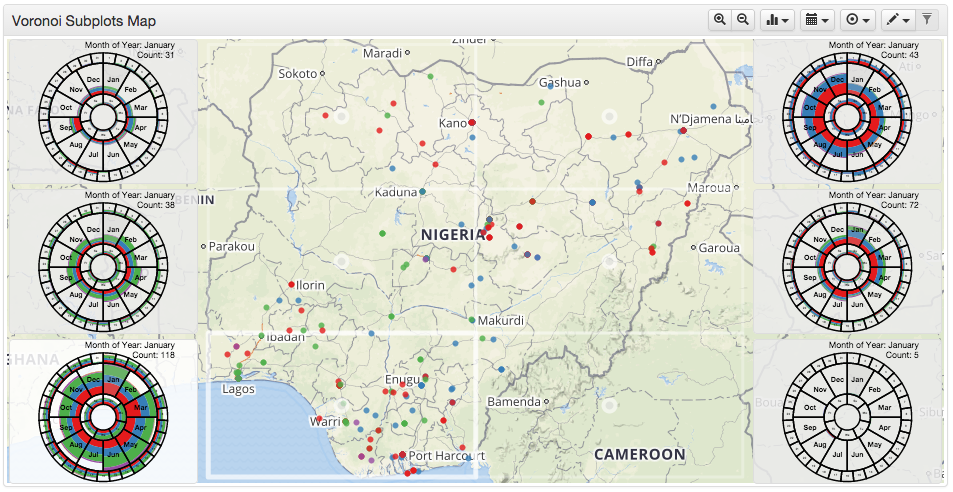 Voronoi Subplots Map
Month of Year: January
Count: 31
Dec Jan
Nov Feb
Oct Mar
Sep Apr
Aug May
Jul Jun
Month of Year: January
Count: 38
Dec Jan
Nov Feb
Oct Mar
Sep Apr
Aug May
Jul Jun
GHANA
Month of Year: January
Count: 118
Dec Jan
Nov Feb
Oct Mar
Sep Apr
Aug May
Jul Jun
Zinder
Maradi
Diffa
Sokoto
Gashua
Kano
N'Djamena
Kaduna
Maroua
BENIN
NIGERIA
Parakou
Garoua
Ilorin
Makurdi
Ibadan
Lagos
Enugu
Bamenda
Warri
Port Harcourt
CAMEROON
Month of Year: January
Count: 43
Dec Jan
Nov Feb
Oct Mar
Sep Apr
Aug May
Jul Jun
Month of Year: January
Count: 72
Dec Jan
Nov Feb
Oct Mar
Sep Apr
Aug May
Jul Jun
Month of Year: January
Count: 5
Dec Jan
Nov Feb
Oct Mar
Sep Apr
Aug May
Jul Jun